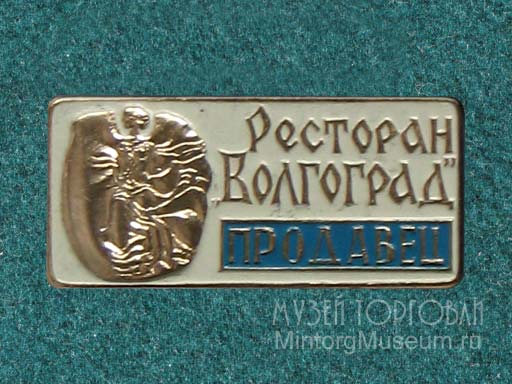 Ресторан
„Волгоград"
ПРОДАВЕЦ
МУЗЕЙ ТОРГОВЛИ
MintorgMuseum.ru